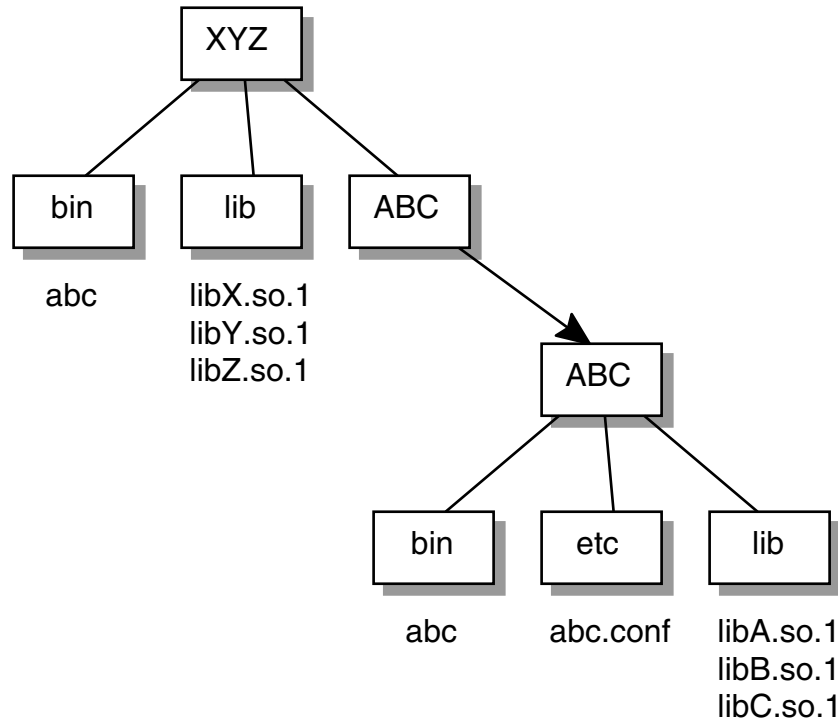 XYZ
bin
lib
ABC
abc
libX.so.1
libY.so.1
libZ.so.1
ABC
bin
etc
lib
abc
abc.conf
libA.so.1
libB.so.1
libC.so.1